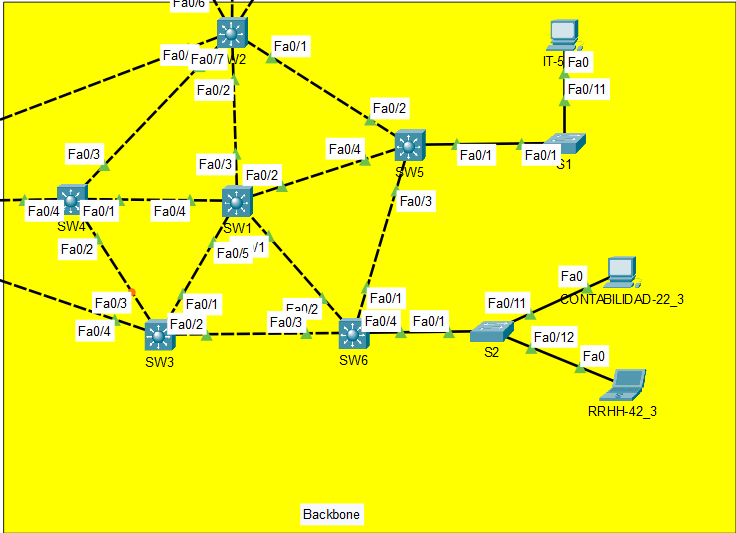 Fa0/6
Fa0/
Fa0/7
W2
Fa0/1
IT-5
Fa0
Fa0/2
Fa0/11
Fa0/2
Fa0/3
Fa0/3
Fa0/4
Fa0/1
Fa0/1
S1
Fa0/2
SW5
Fa0/4
Fa0/1
Fa0/4
SW4
SW1
Fa0/3
Fa0/2
Fa0/5
/1
Fa0
CONTABILIDAD-22_3
Fa0/3
Fa0/1
Fa0/2
Fa0/1
Fa0/11
Fa0/4
Fa0/2
Fa0/3
Fa0/4
Fa0/1
Fa0/12
SW3
SW6
S2
Fa0
RRHH-42_3
Backbone